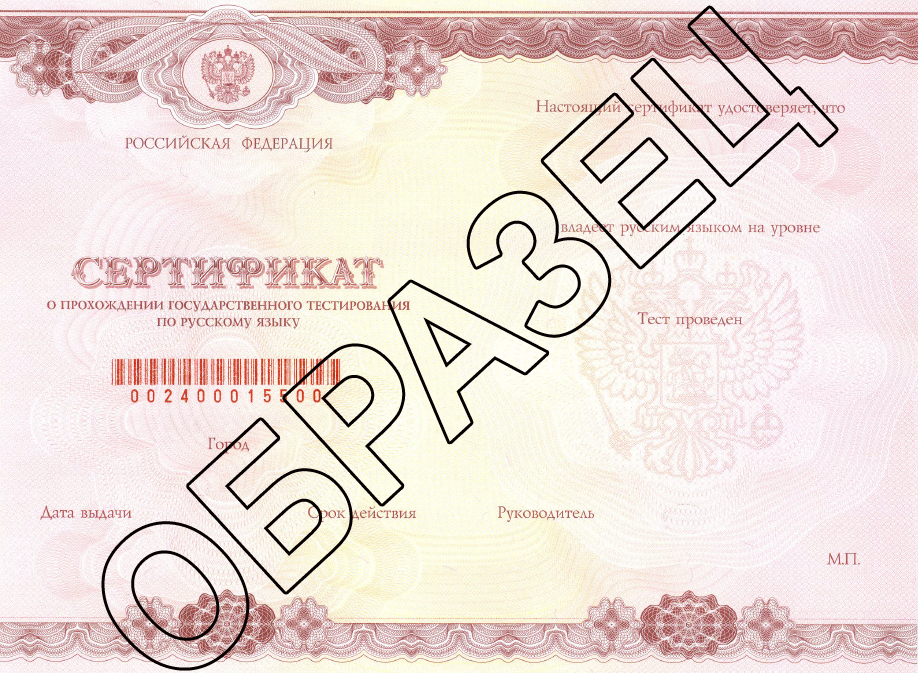 РОССИЙСКАЯ ФЕДЕРАЦИЯ
СЕРТИФИКАТ
О ПРОХОЖДЕНИИ ГОСУДАРСТВЕННОГО ТЕСТИРОВАНИЯ
ПО РУССКОМУ ЯЗЫКУ
002400015500
Город
Дата выдачи
Срок действия
Настоящий сертификат удостоверяет, что
владеет русским языком на уровне
Тест проведен
Руководитель
М.П.
ОБРАЗЕЦ